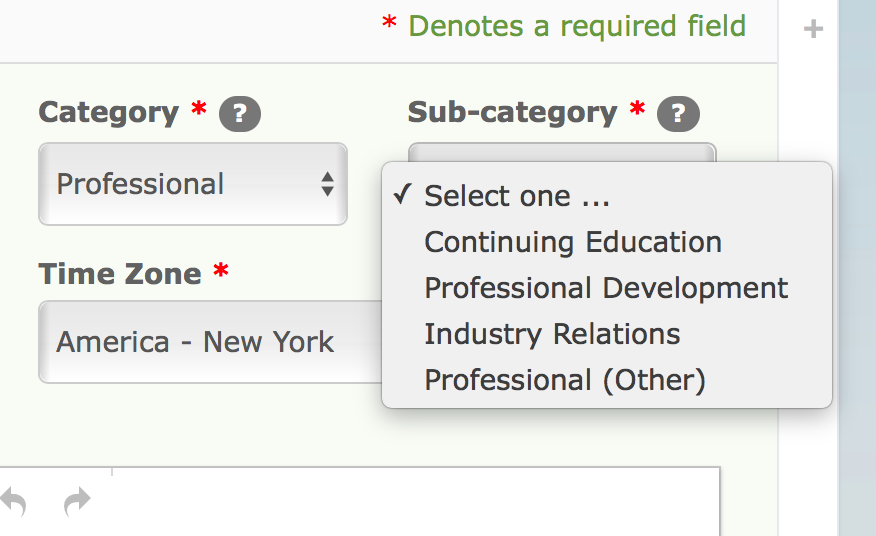 * Denotes a required field
Category * ?
Sub-category * ?
Professional
✓ Select one ...
Continuing Education
Professional Development
Industry Relations
Professional (Other)
Time Zone *
America - New York